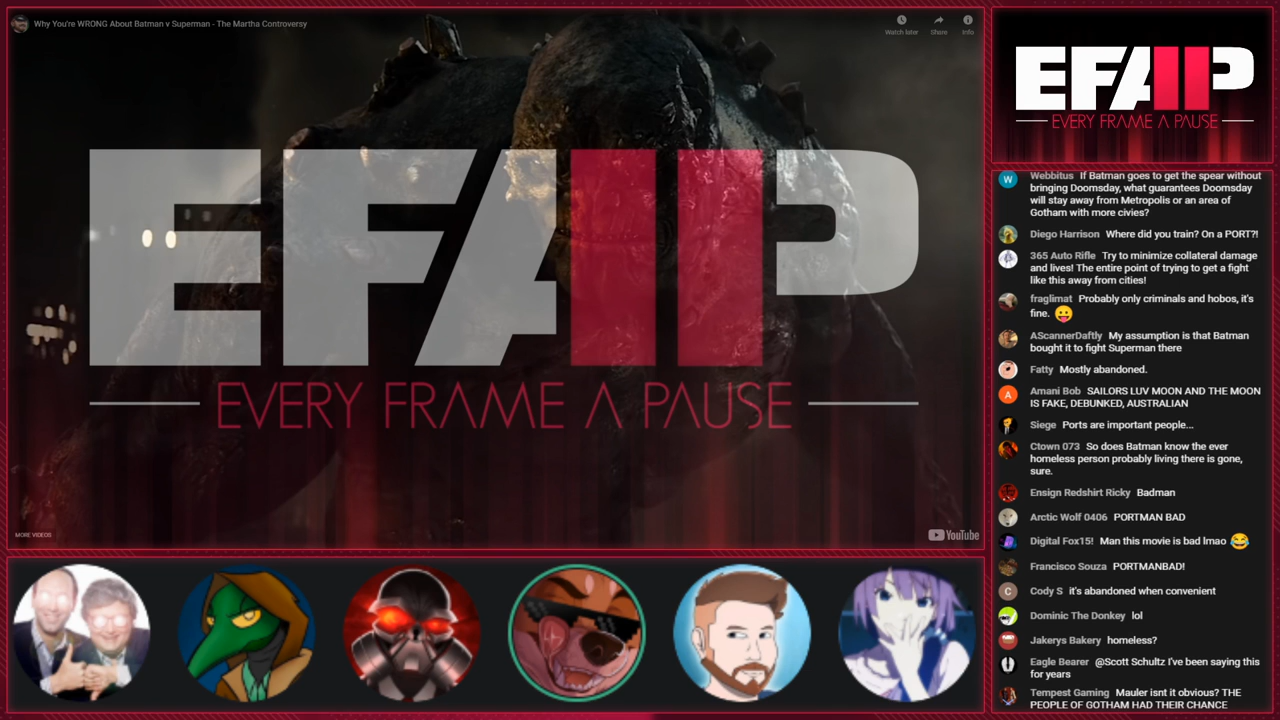 Why You're WRONG About Batman v Superman - The Martha Controversy
Watch later
Share
Info
EFAP
EVERY FRAME A PAUSE
MORE VIDEOS
YouTube
EFAP
EVERY FRAME A PAUSE
W
Webbitus If Batman goes to get the spear without
bringing Doomsday, what guarantees Doomsday
will stay away from Metropolis or an area of
Gotham with more civies?
Diego Harrison Where did you train? On a PORT?!
365 Auto Rifle Try to minimize collateral damage
and lives! The entire point of trying to get a fight
like this away from cities!
fraglimat Probably only criminals and hobos, it's
fine. 😛
AScannerDaftly My assumption is that Batman
bought it to fight Superman there
Fatty Mostly abandoned.
A
Amani Bob SAILORS LUV MOON AND THE MOON
IS FAKE, DEBUNKED, AUSTRALIAN
Siege Ports are important people...
Ctown 073 So does Batman know the ever
homeless person probably living there is gone,
sure.
Ensign Redshirt Ricky Badman
Arctic Wolf 0406 PORTMAN BAD
Digital Fox15! Man this movie is bad lmao 😂
Francisco Souza PORTMANBAD!
C
Cody S it's abandoned when convenient
Dominic The Donkey lol
Jakerys Bakery homeless?
Eagle Bearer @Scott Schultz I've been saying this
for years
Tempest Gaming Mauler isnt it obvious? THE
PEOPLE OF GOTHAM HAD THEIR CHANCE